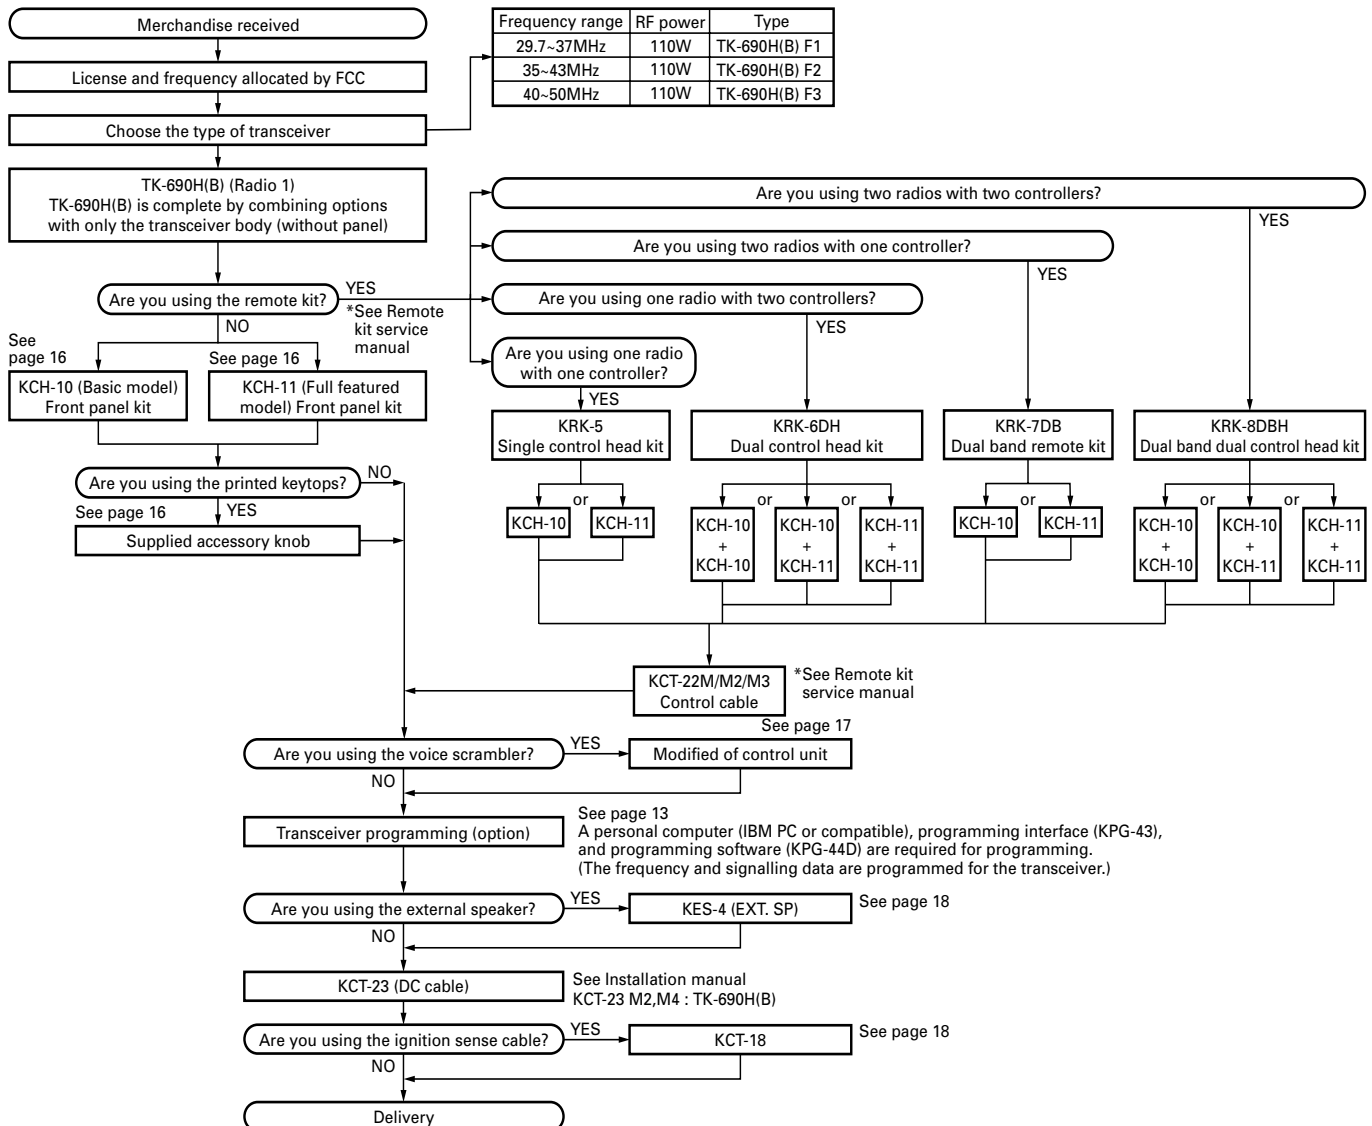 Merchandise received
License and frequency allocated by FCC
Choose the type of transceiver
Frequency range RF power Type
29.7~37MHz 110W TK-690H(B) F1
35~43MHz 110W TK-690H(B) F2
40~50MHz 110W TK-690H(B) F3
TK-690H(B) (Radio 1)
TK-690H(B) is complete by combining options
with only the transceiver body (without panel)
Are you using the remote kit?
YES
*See Remote
kit service
manual
NO
Are you using two radios with two controllers?
YES
Are you using two radios with one controller?
YES
Are you using one radio with two controllers?
YES
Are you using one radio
with one controller?
YES
See
page 16
KCH-10 (Basic model)
Front panel kit
See page 16
KCH-11 (Full featured
model) Front panel kit
Are you using the printed keytops?
NO
YES
See page 16
Supplied accessory knob
KRK-5
Single control head kit
KRK-6DH
Dual control head kit
KRK-7DB
Dual band remote kit
KRK-8DBH
Dual band dual control head kit
or
KCH-10 KCH-11
or or
KCH-10
+
KCH-10
KCH-10
+
KCH-11
KCH-11
+
KCH-11
or
KCH-10 KCH-11
or or
KCH-10
+
KCH-10
KCH-10
+
KCH-11
KCH-11
+
KCH-11
KCT-22M/M2/M3
Control cable
*See Remote kit
service manual
See page 17
Are you using the voice scrambler?
YES
Modified of control unit
NO
Transceiver programming (option)
See page 13
A personal computer (IBM PC or compatible), programming interface (KPG-43),
and programming software (KPG-44D) are required for programming.
(The frequency and signalling data are programmed for the transceiver.)
Are you using the external speaker?
YES
KES-4 (EXT. SP)
See page 18
NO
KCT-23 (DC cable)
See Installation manual
KCT-23 M2,M4 : TK-690H(B)
Are you using the ignition sense cable?
YES
KCT-18
See page 18
NO
Delivery